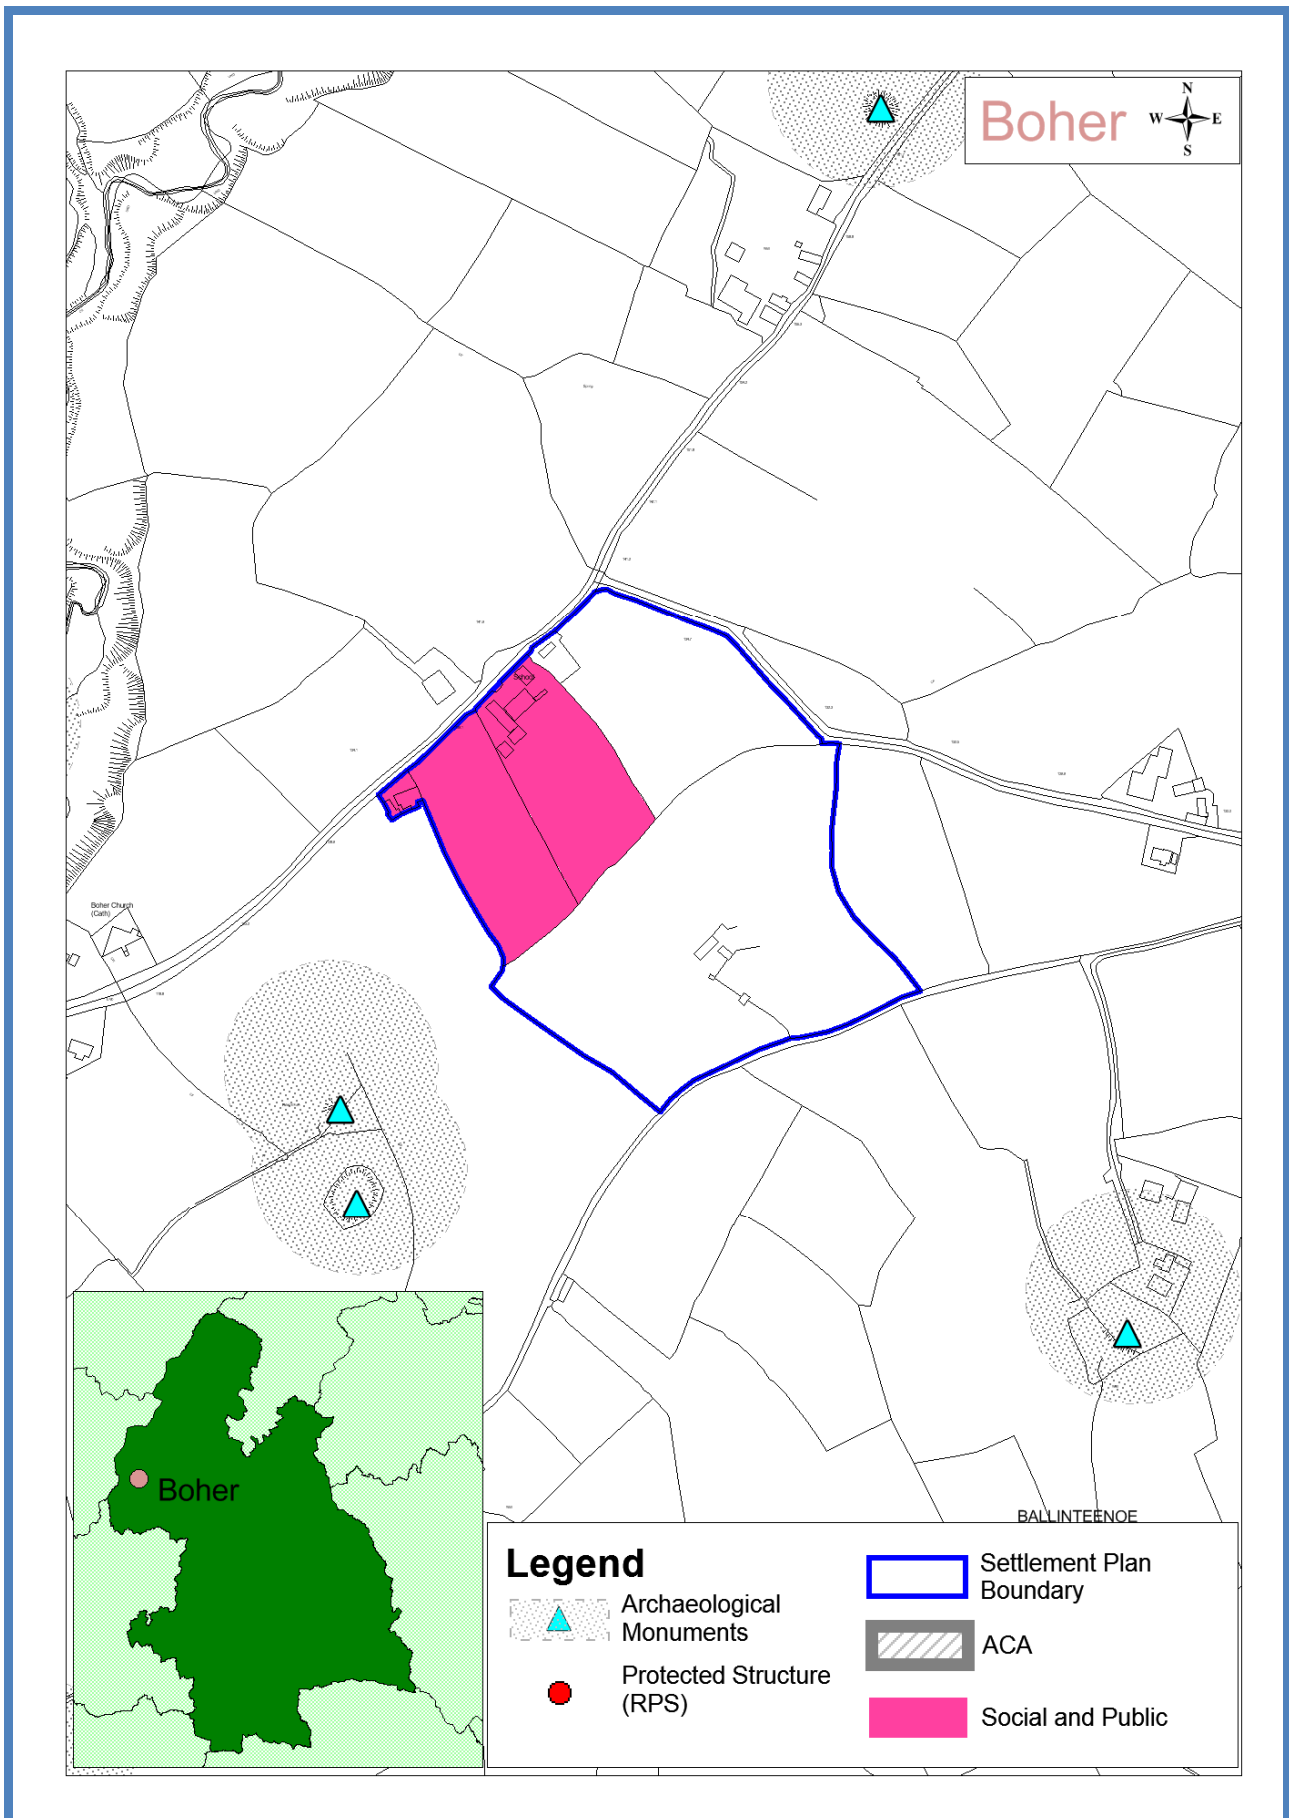 Boher
N
W E
S
School
Boher Church
(Cath)
Boher
BALLINTEENOE
Legend
Archaeological
Monuments
Protected Structure
(RPS)
Settlement Plan
Boundary
ACA
Social and Public